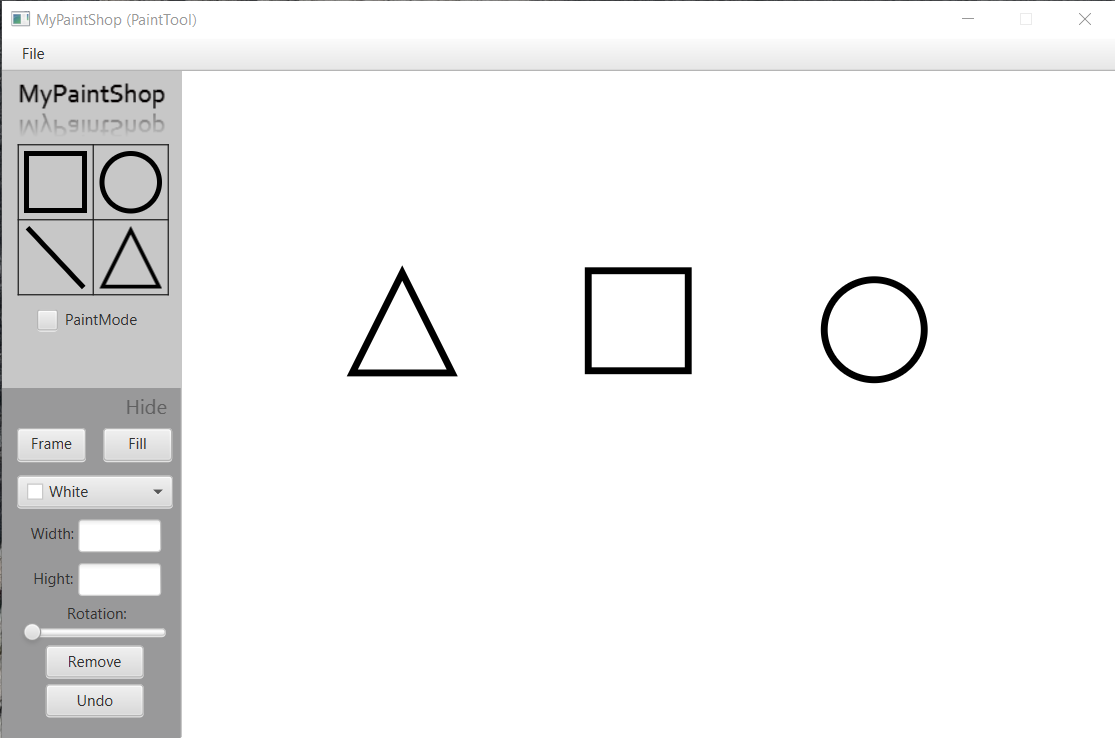 MyPaintShop (PaintTool)
File
MyPaintShop
PaintMode
Hide
Frame
Fill
White
Width:
Hight:
Rotation:
Remove
Undo